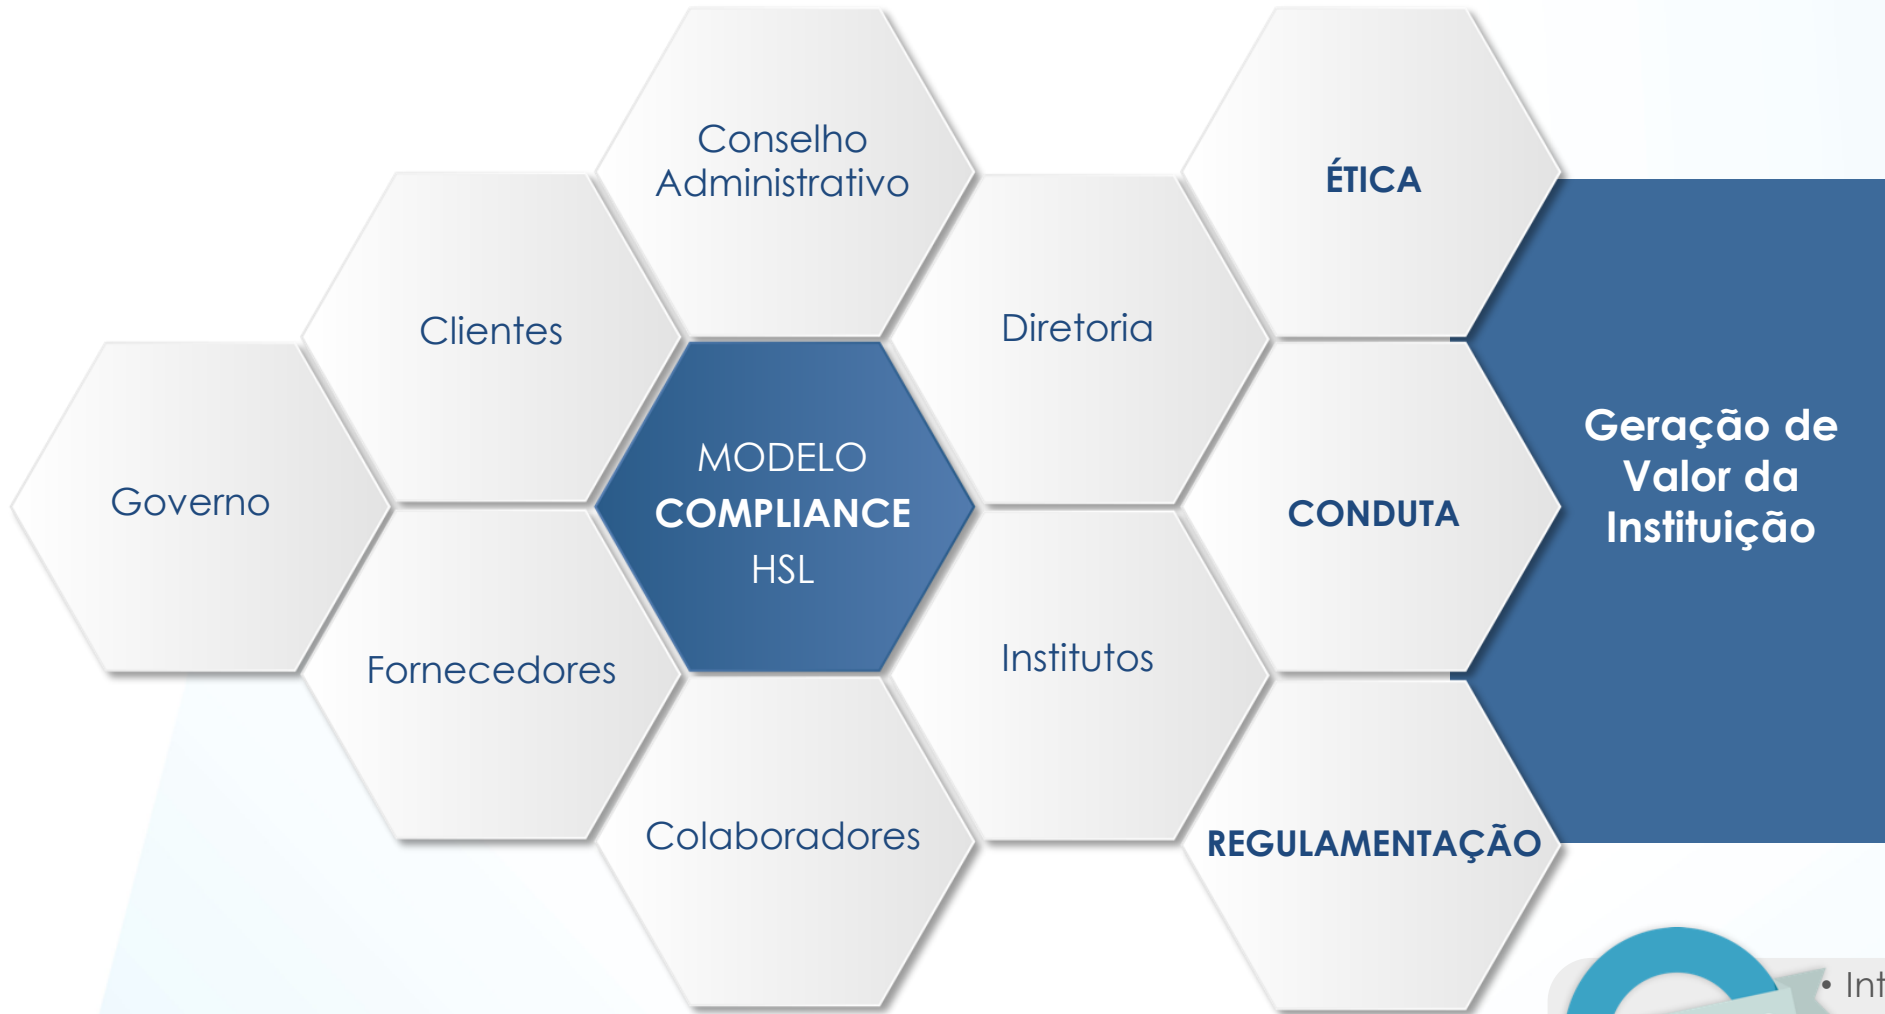 Conselho
Administrativo
ÉTICA
Clientes
Diretoria
Governo
MODELO
COMPLIANCE
HSL
CONDUTA
Geração de
Valor da
Instituição
Fornecedores
Institutos
Colaboradores
REGULAMENTAÇÃO